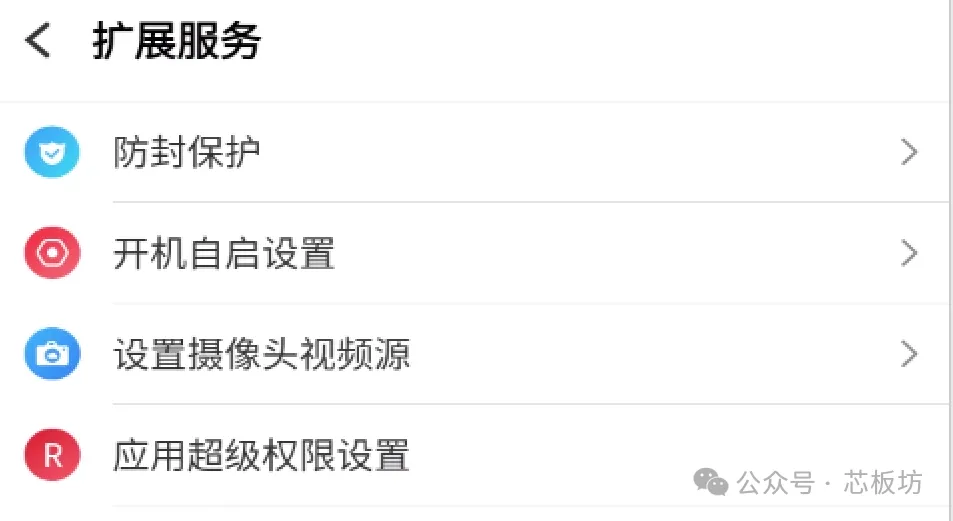 扩展服务
防封保护
开机自启设置
设置摄像头视频源
R 应用超级权限设置
公众号 · 芯板坊